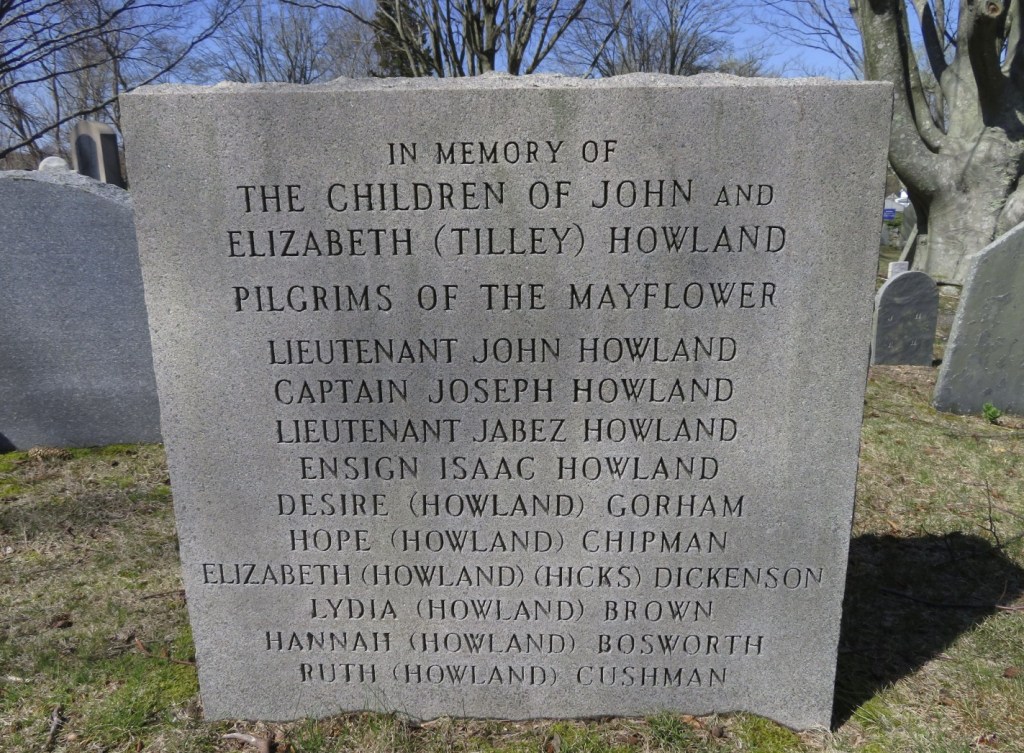 IN MEMORY OF
THE CHILDREN OF JOHN AND
ELIZABETH (TILLEY) HOWLAND
PILGRIMS OF THE MAYFLOWER
LIEUTENANT JOHN HOWLAND
CAPTAIN JOSEPH HOWLAND
LIEUTENANT JABEZ HOWLAND
ENSIGN ISAAC HOWLAND
DESIRE (HOWLAND) GORHAM
HOPE (HOWLAND) CHIPMAN
ELIZABETH (HOWLAND) (HICKS) DICKENSON
LYDIA (HOWLAND) BROWN
HANNAH (HOWLAND) BOSWORTH
RUTH (HOWLAND) CUSHMAN